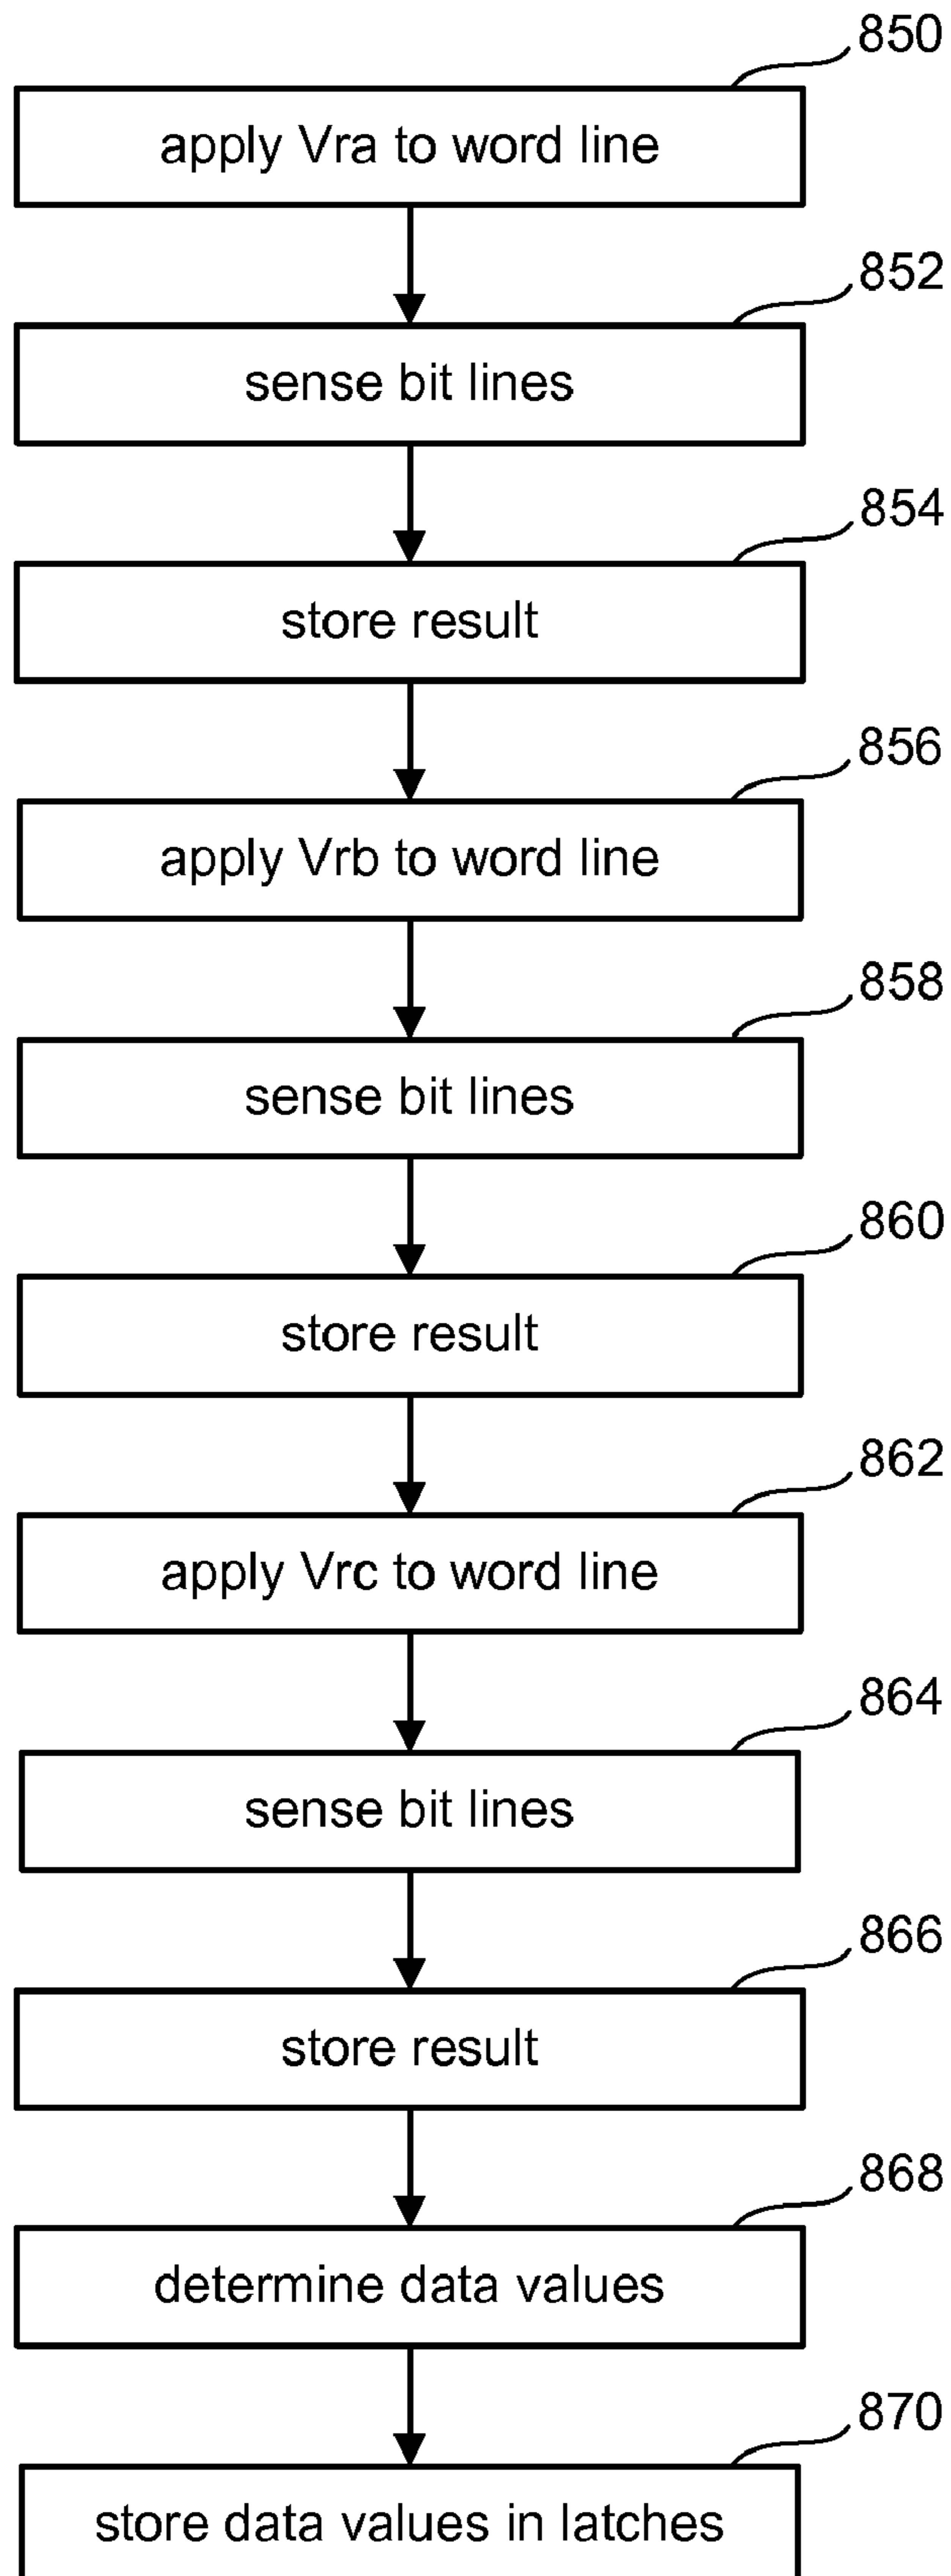 850
apply Vra to word line
852
sense bit lines
854
store result
856
apply Vrb to word line
858
sense bit lines
860
store result
862
apply Vrc to word line
864
sense bit lines
866
store result
868
determine data values
870
store data values in latches